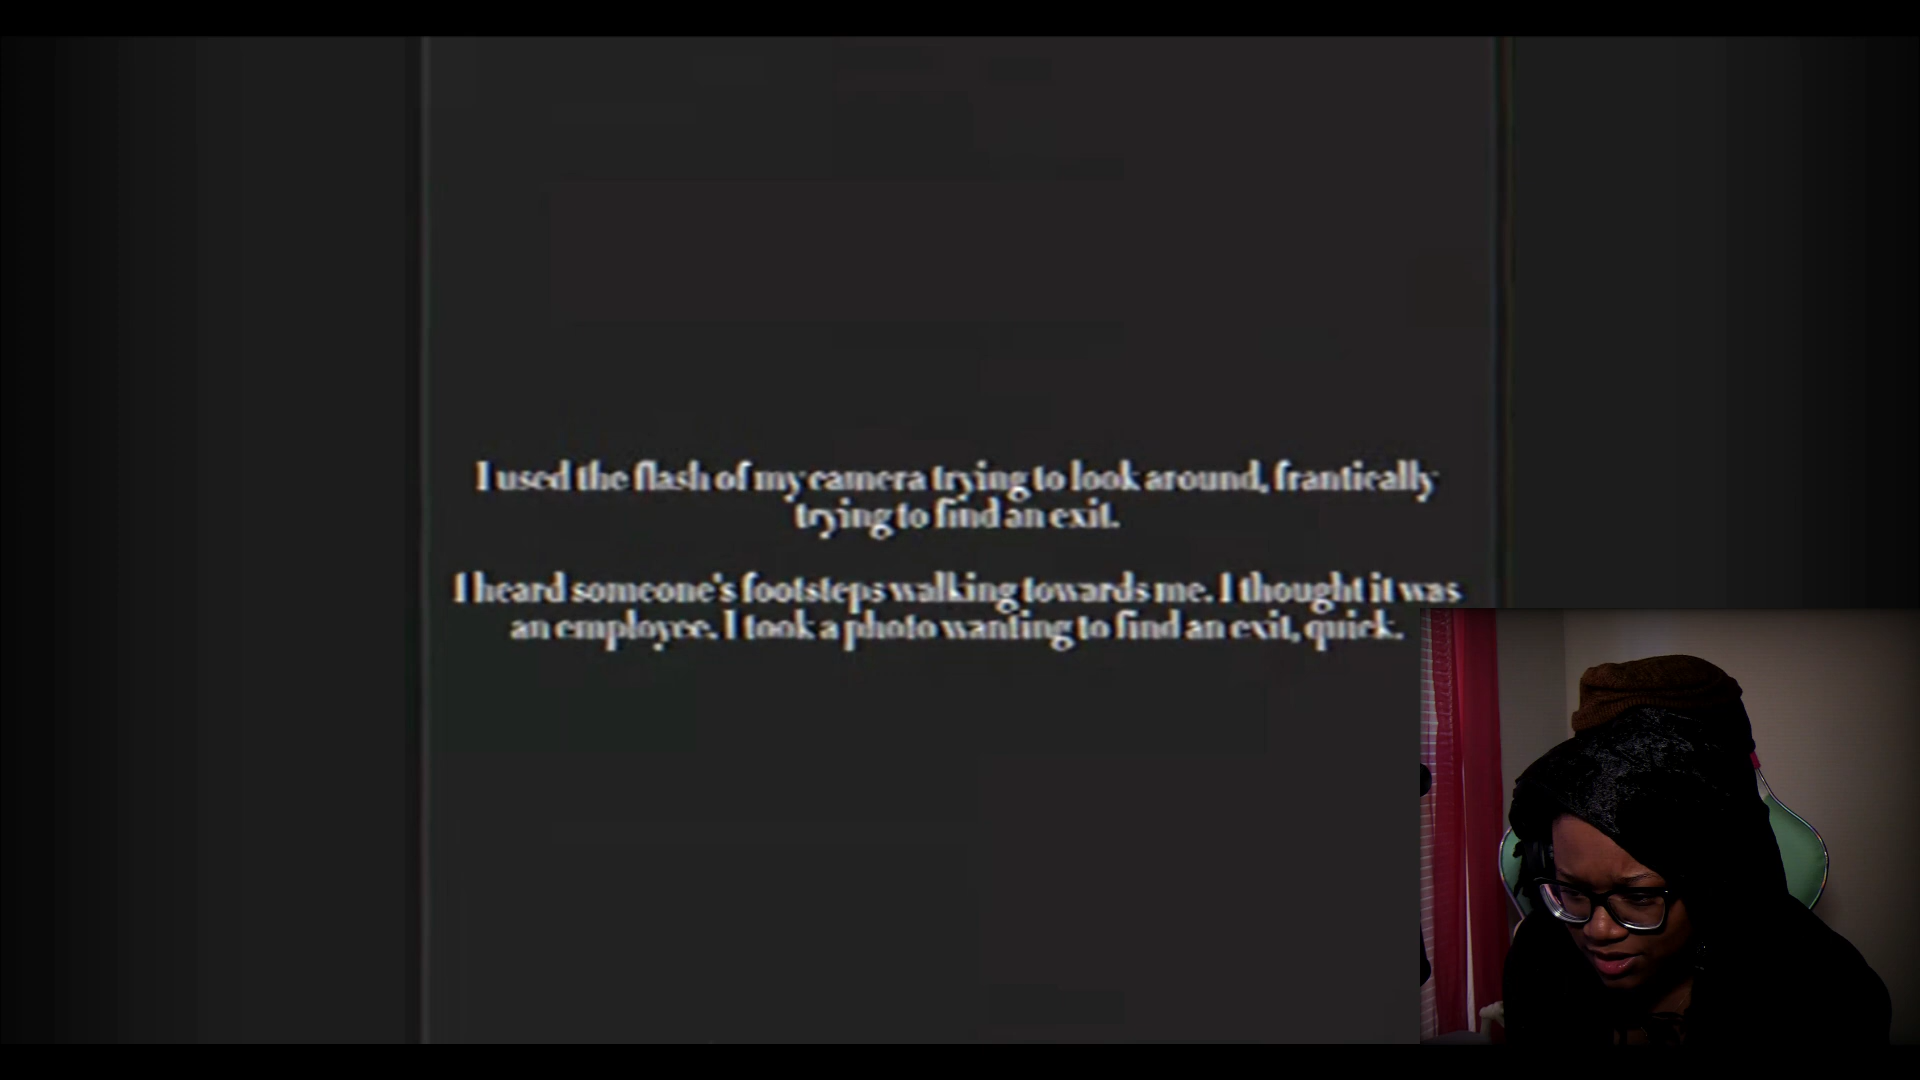 I used the flash of my camera trying to look around, frantically
trying to find an exit.
I heard someone's footsteps walking towards me. I thought it was
an employee. I took a photo wanting to find an exit, quick.